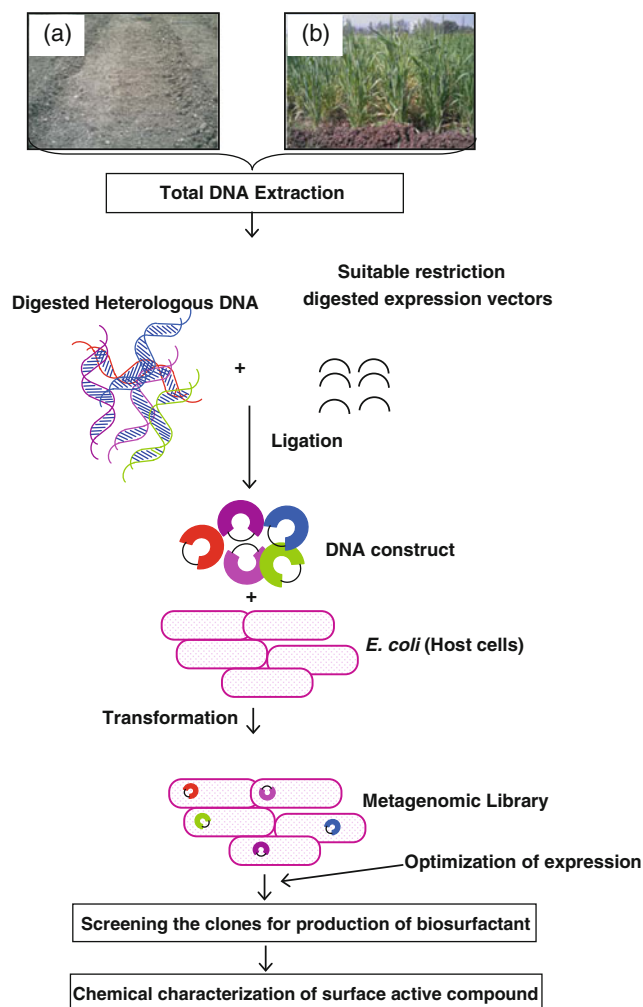 (a)
(b)
Total DNA Extraction
Suitable restriction
digested expression vectors
Digested Heterologous DNA
+
Ligation
DNA construct
+
E. coli (Host cells)
Transformation
Metagenomic Library
Optimization of expression
Screening the clones for production of biosurfactant
Chemical characterization of surface active compound